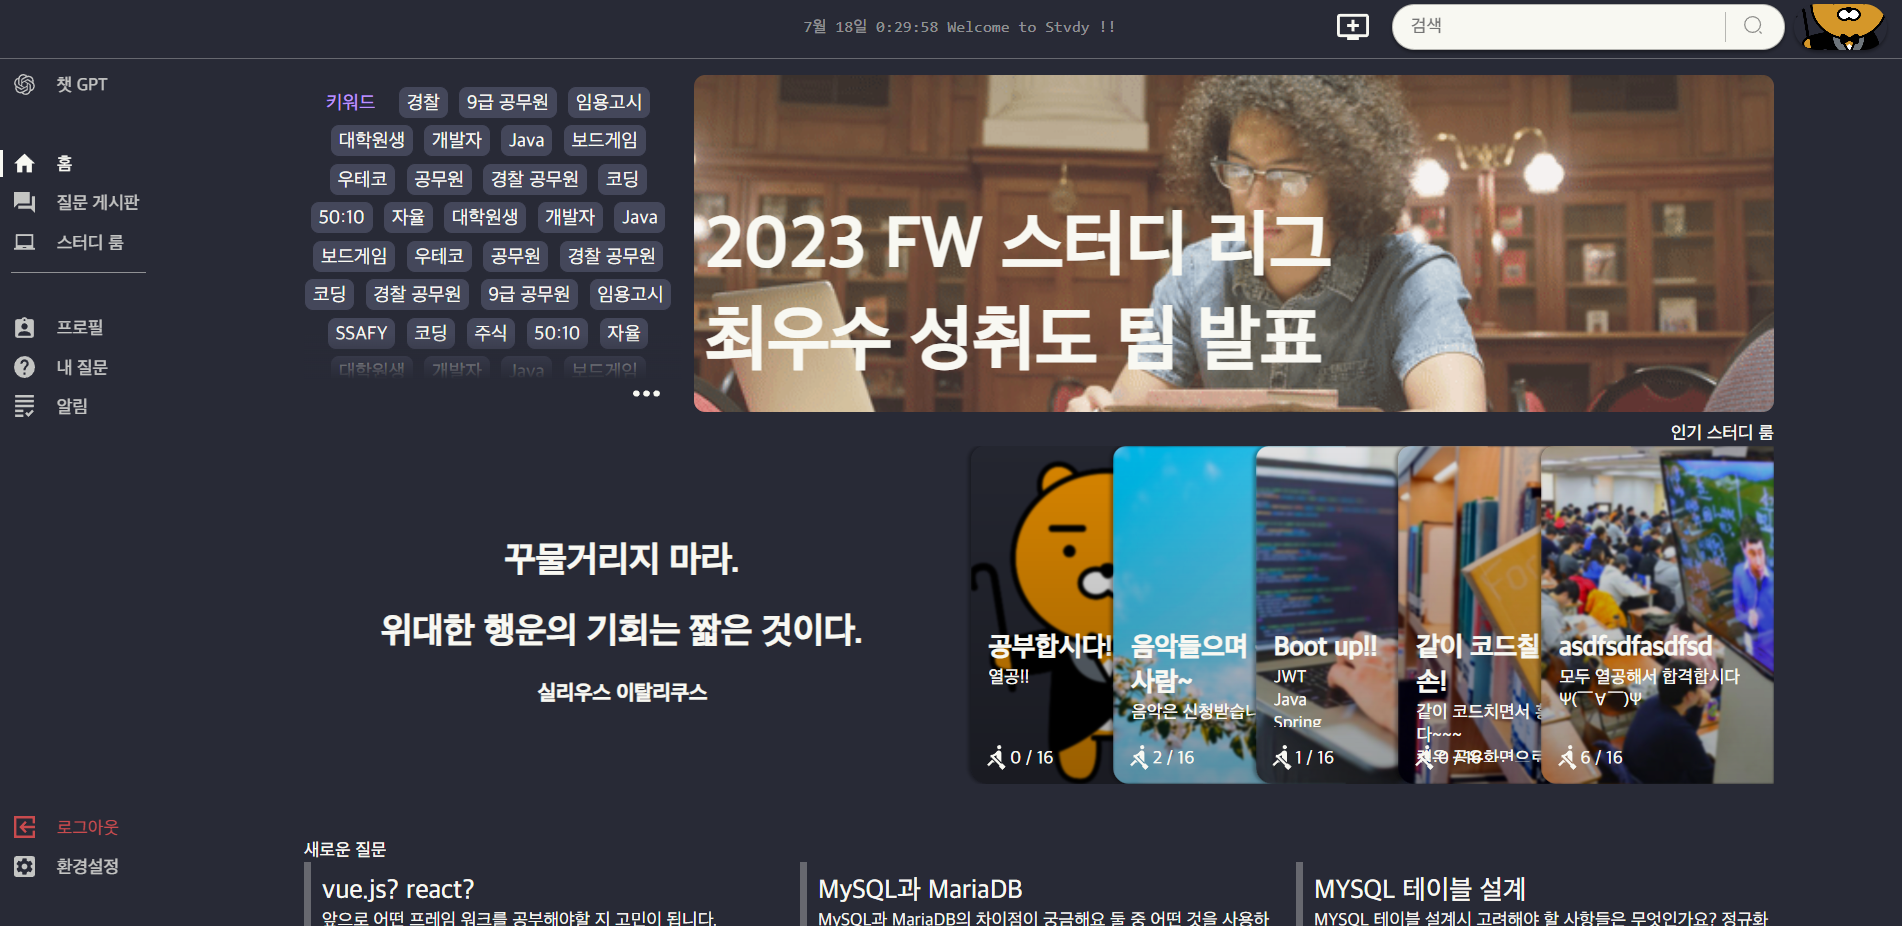 7월 18일 0:29:58 Welcome to Stvdy !!
검색
챗 GPT
홈
질문 게시판
스터디 룸
프로필
내 질문
알림
로그아웃
환경설정
키워드 경찰 9급 공무원 임용고시
대학원생 개발자 Java 보드게임
우테코 공무원 경찰 공무원 코딩
50:10 자율 대학원생 개발자 Java
보드게임 우테코 공무원 경찰 공무원
코딩 경찰 공무원 9급 공무원 임용고시
SSAFY 코딩 주식 50:10 자율
대학원생 개발자 Java 보드게임
2023 FW 스터디 리그
최우수 성취도 팀 발표
인기 스터디 룸
꾸물거리지 마라.
위대한 행운의 기회는 짧은 것이다.
실리우스 이탈리쿠스
공부합시다!
열공!!
0 / 16
음악들으며
사람~
음악은 신청받습니
2 / 16
Boot up!!
JWT
Java
Spring
1 / 16
같이 코드칠
손!
같이 코드치면서
다~~~
0 / 16
asdfsdfasdfsd
모두 열공해서 합격합시다
Ψ(￣∀￣)Ψ
6 / 16
새로운 질문
vue.js? react?
앞으로 어떤 프레임 워크를 공부해야할 지 고민이 됩니다.
MySQL과 MariaDB
MySQL과 MariaDB의 차이점이 궁금해요 둘 중 어떤 것을 사용하
MYSQL 테이블 설계
MYSQL 테이블 설계시 고려해야 할 사항들은 무엇인가요? 정규화